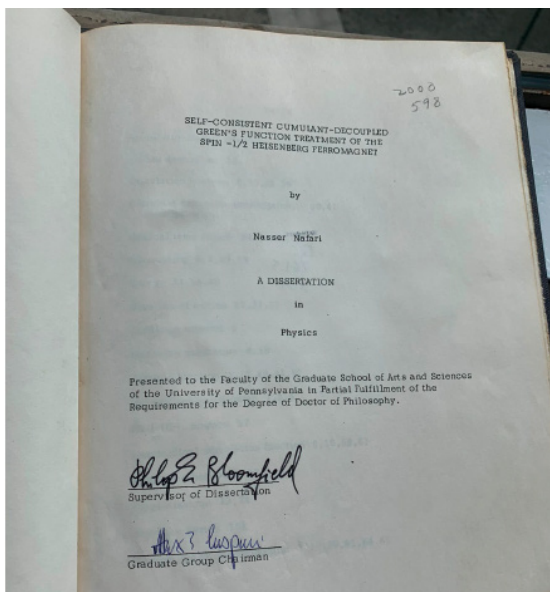 2000
598
SELF-CONSISTENT CUMULANT-DECOUPLED
GREEN'S FUNCTION TREATMENT OF THE
SPIN -1/2 HEISENBERG FERROMAGNET
by
Nasser Nafari
A DISSERTATION
in
Physics
Presented to the Faculty of the Graduate School of Arts and Sciences
of the University of Pennsylvania in Partial Fulfillment of the
Requirements for the Degree of Doctor of Philosophy.
Philip E Bloomfield
Supervisor of Dissertation
Graduate Group Chairman